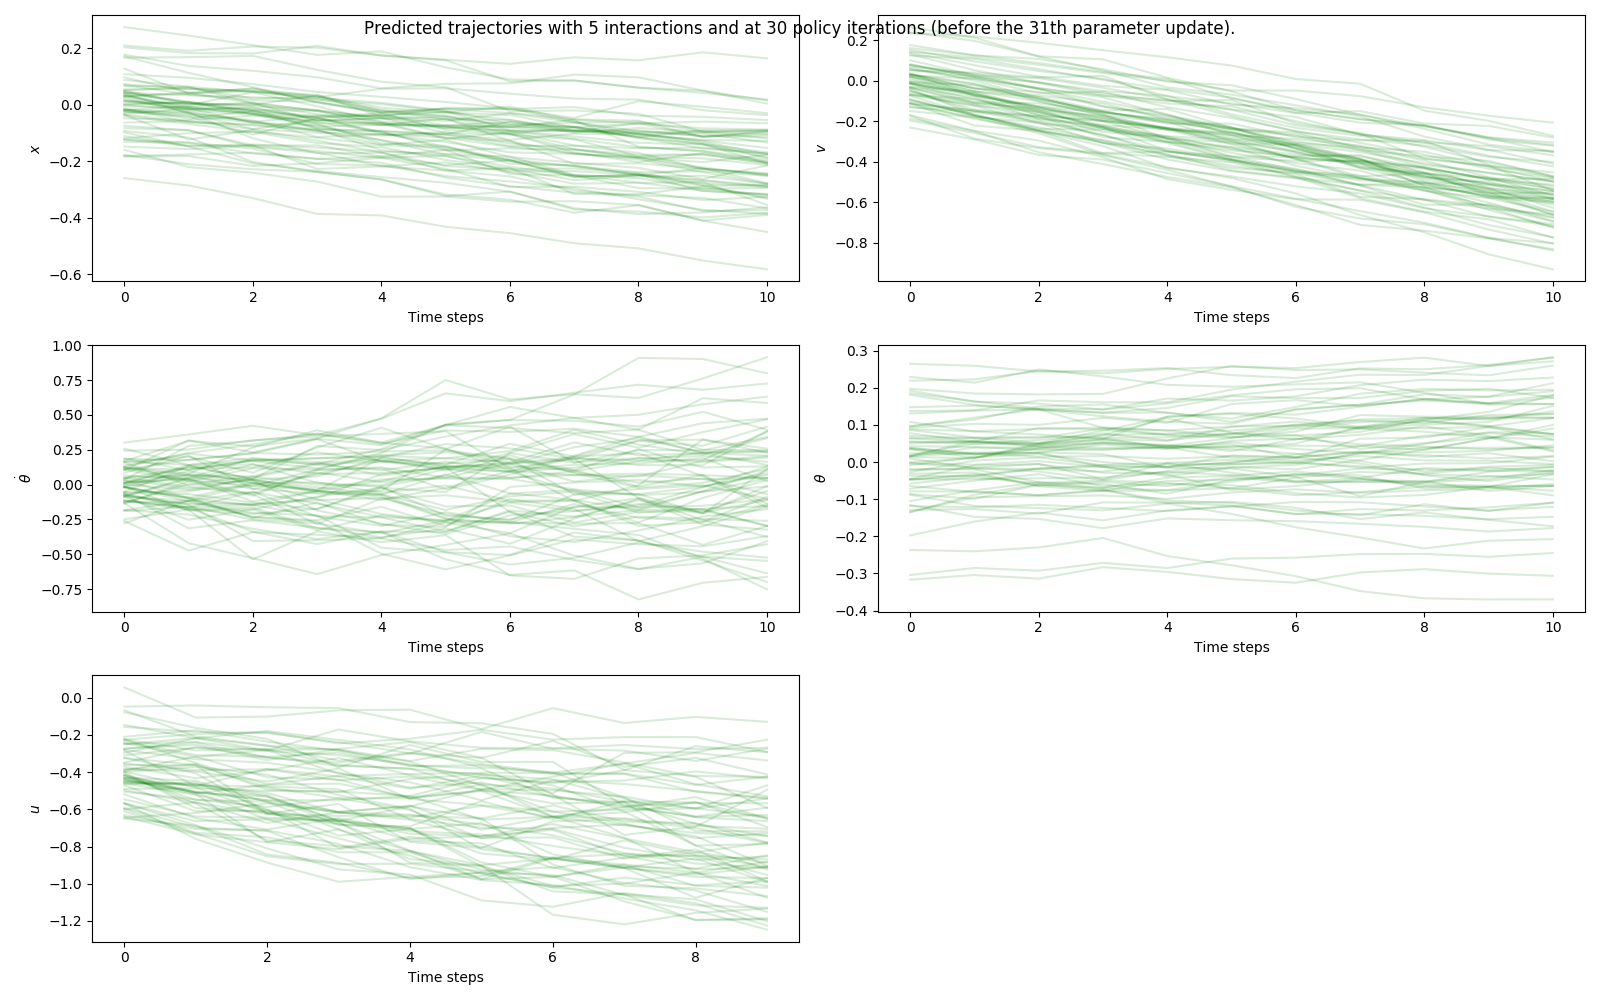 Predicted trajectories with 5 interactions and at 30 policy iterations (before the 31th parameter update).
0.2
0.0
−0.2
−0.4
−0.6
x
0 2 4 6 8 10
Time steps
0.2
0.0
−0.2
−0.4
−0.6
−0.8
v
0 2 4 6 8 10
Time steps
1.00
0.75
0.50
0.25
0.00
−0.25
−0.50
−0.75
θ̇
0 2 4 6 8 10
Time steps
0.3
0.2
0.1
0.0
−0.1
−0.2
−0.3
−0.4
θ
0 2 4 6 8 10
Time steps
0.0
−0.2
−0.4
−0.6
−0.8
−1.0
−1.2
u
0 2 4 6 8
Time steps